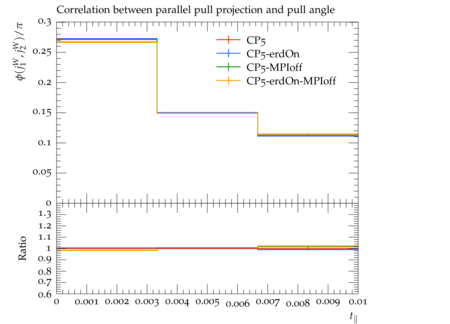 Correlation between parallel pull projection and pull angle
ϕ(j₁ᵂ, j₂ᵂ)/π
0.3
0.25
0.2
0.15
0.1
0.05
0
CP5
CP5-erdOn
CP5-MPIoff
CP5-erdOn-MPIoff
Ratio
1.3
1.2
1.1
1
0.9
0.8
0.7
0.6
0 0.001 0.002 0.003 0.004 0.005 0.006 0.007 0.008 0.009 0.01
t∥